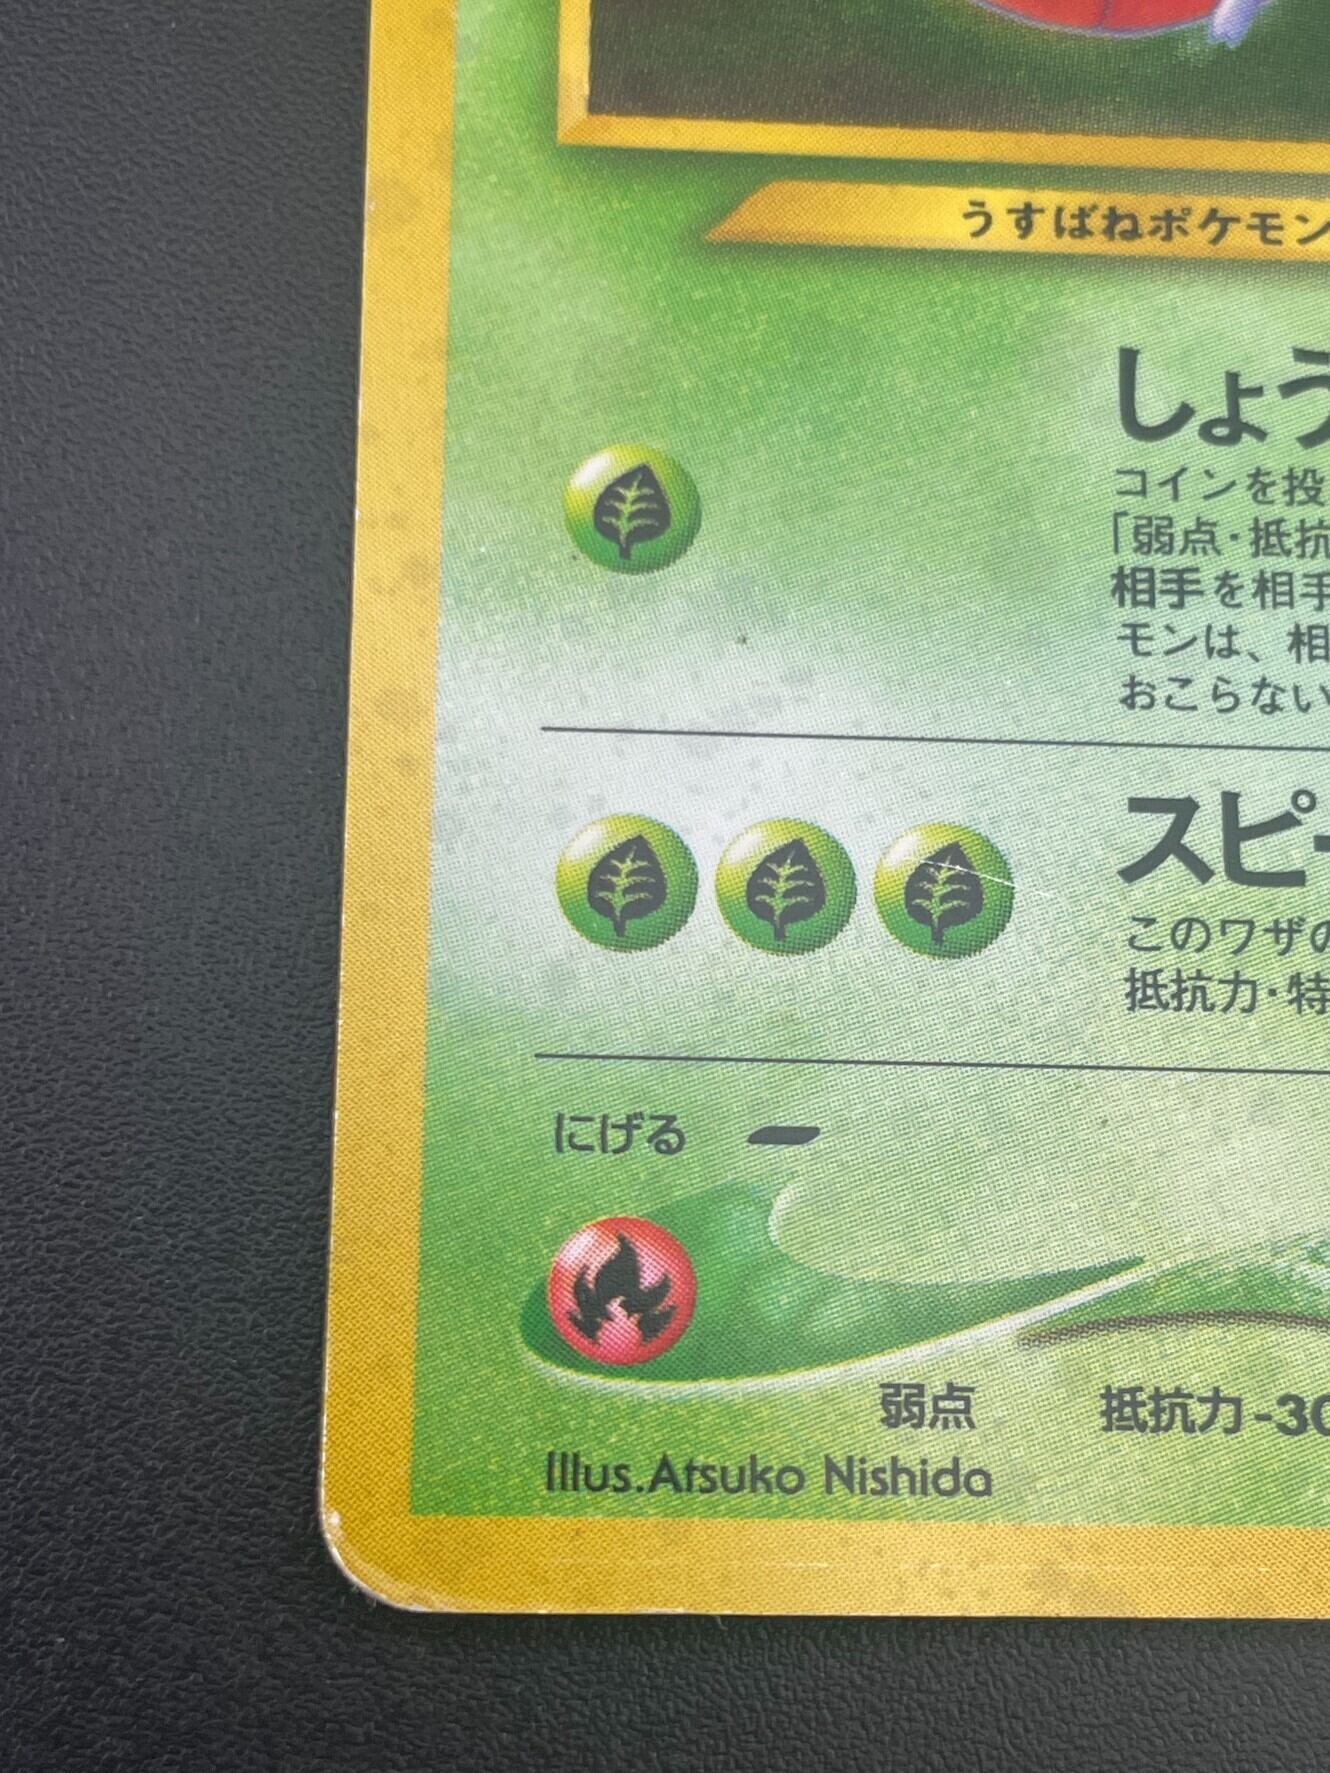 うすばねポケモン
しょう
コインを投
「弱点・抵抗
相手を相手
モンは、相
おこらない
スピー
このワザの
抵抗力・特
にげる
弱点 抵抗力 -30
Illus.Atsuko Nishida